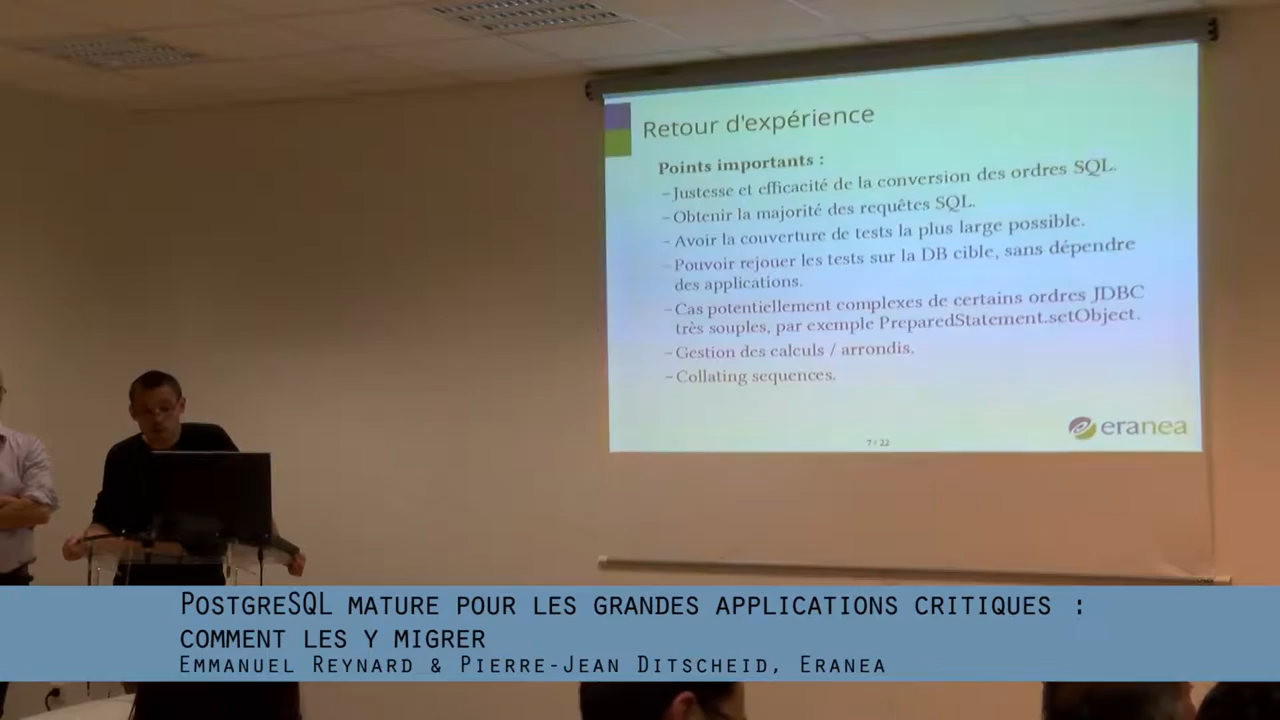 Retour d'expérience
Points importants :
– Justesse et efficacité de la conversion des ordres SQL.
– Obtenir la majorité des requêtes SQL.
– Avoir la couverture de tests la plus large possible.
– Pouvoir rejouer les tests sur la DB cible, sans dépendre
des applications.
– Cas potentiellement complexes de certains ordres JDBC
très souples, par exemple PreparedStatement.setObject.
– Gestion des calculs / arrondis.
– Collating sequences.
eranea
7 / 22
PostgreSQL mature pour les grandes applications critiques :
comment les y migrer
Emmanuel Reynard & Pierre-Jean Ditscheid, Eranea